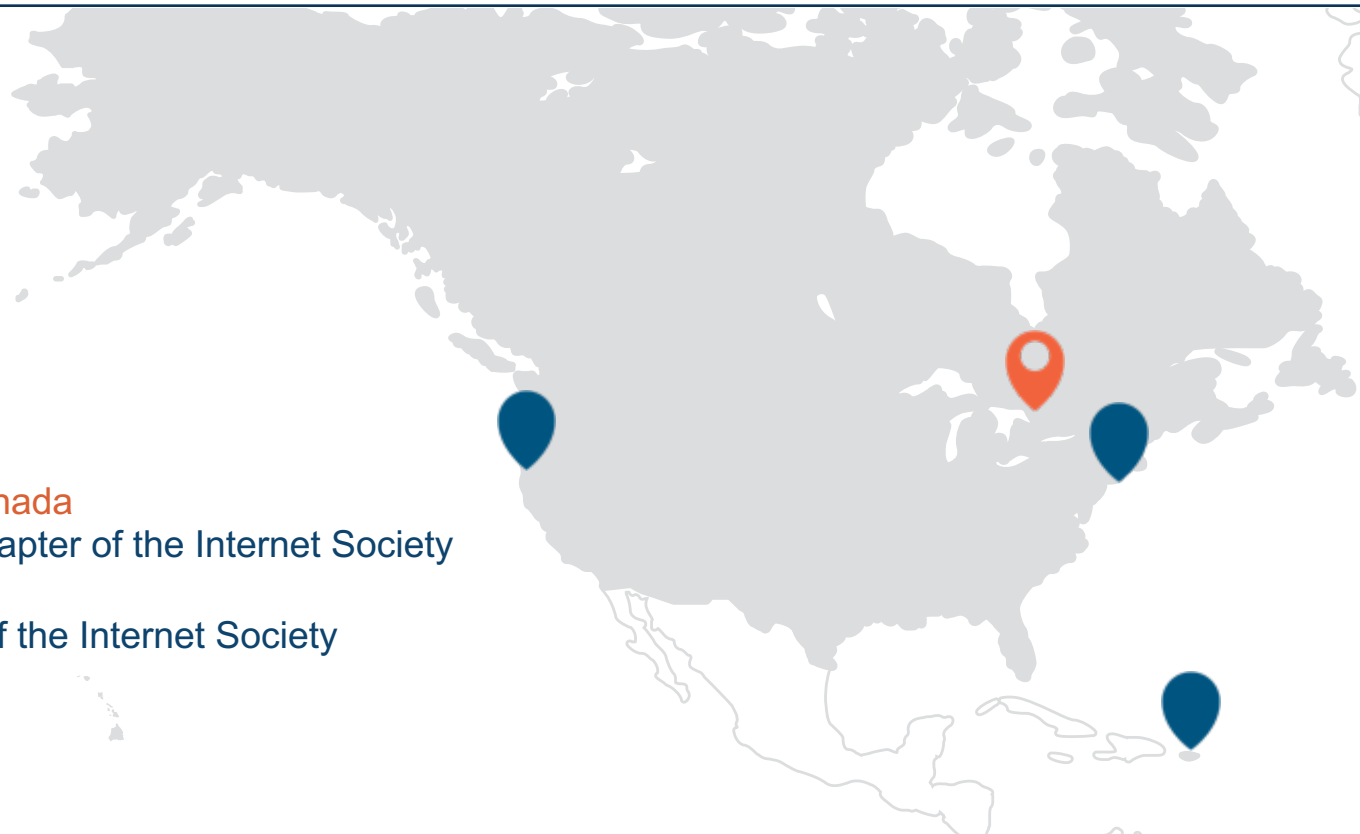 nada
apter of the Internet Society
f the Internet Society